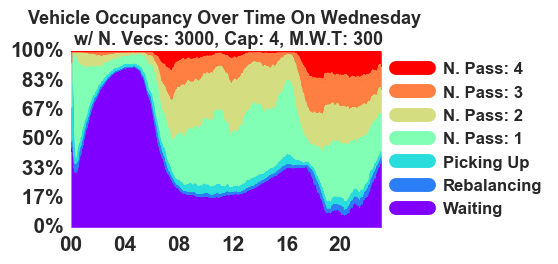 Vehicle Occupancy Over Time On Wednesday
w/ N. Vecs: 3000, Cap: 4, M.W.T: 300
100%
83%
67%
50%
33%
17%
0%
00 04 08 12 16 20
N. Pass: 4
N. Pass: 3
N. Pass: 2
N. Pass: 1
Picking Up
Rebalancing
Waiting